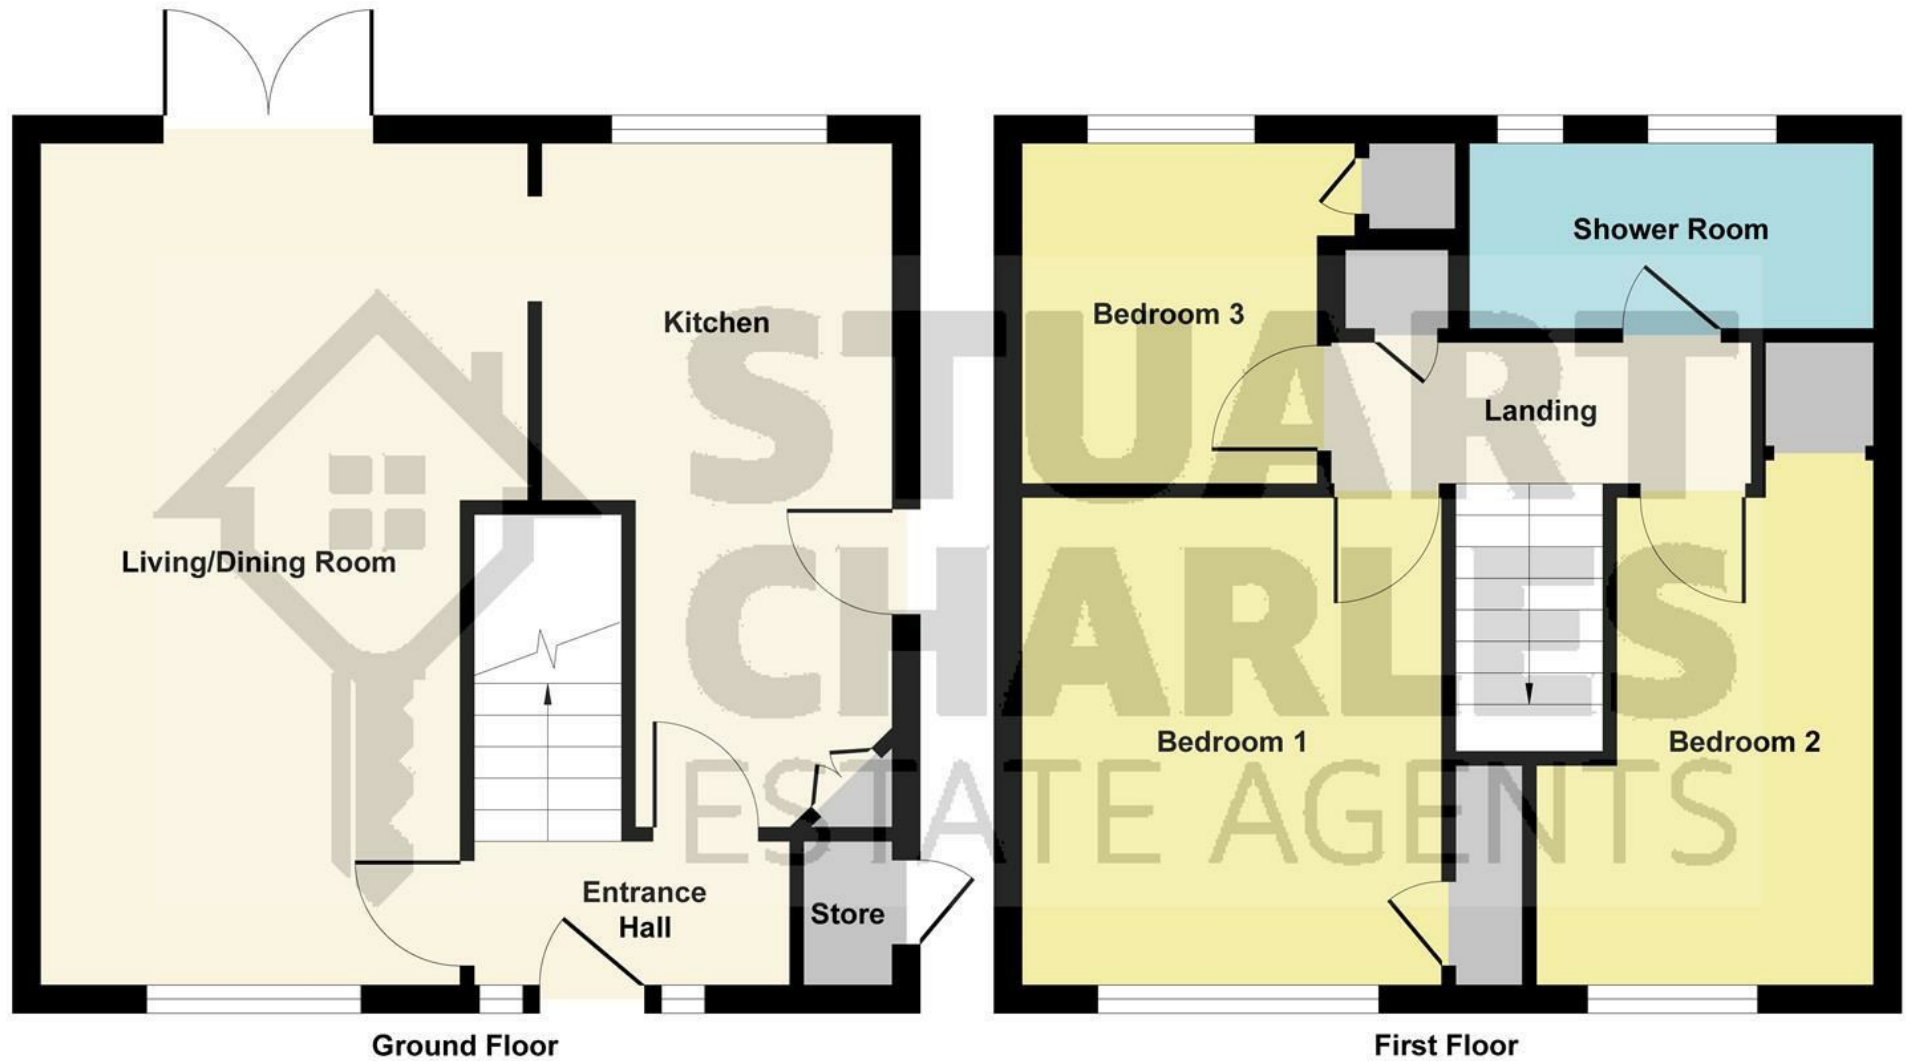 Kitchen
Living/Dining Room
Entrance
Hall
Store
Ground Floor
Shower Room
Bedroom 3
Landing
Bedroom 1
Bedroom 2
First Floor
STUART
CHARLES
ESTATE AGENTS